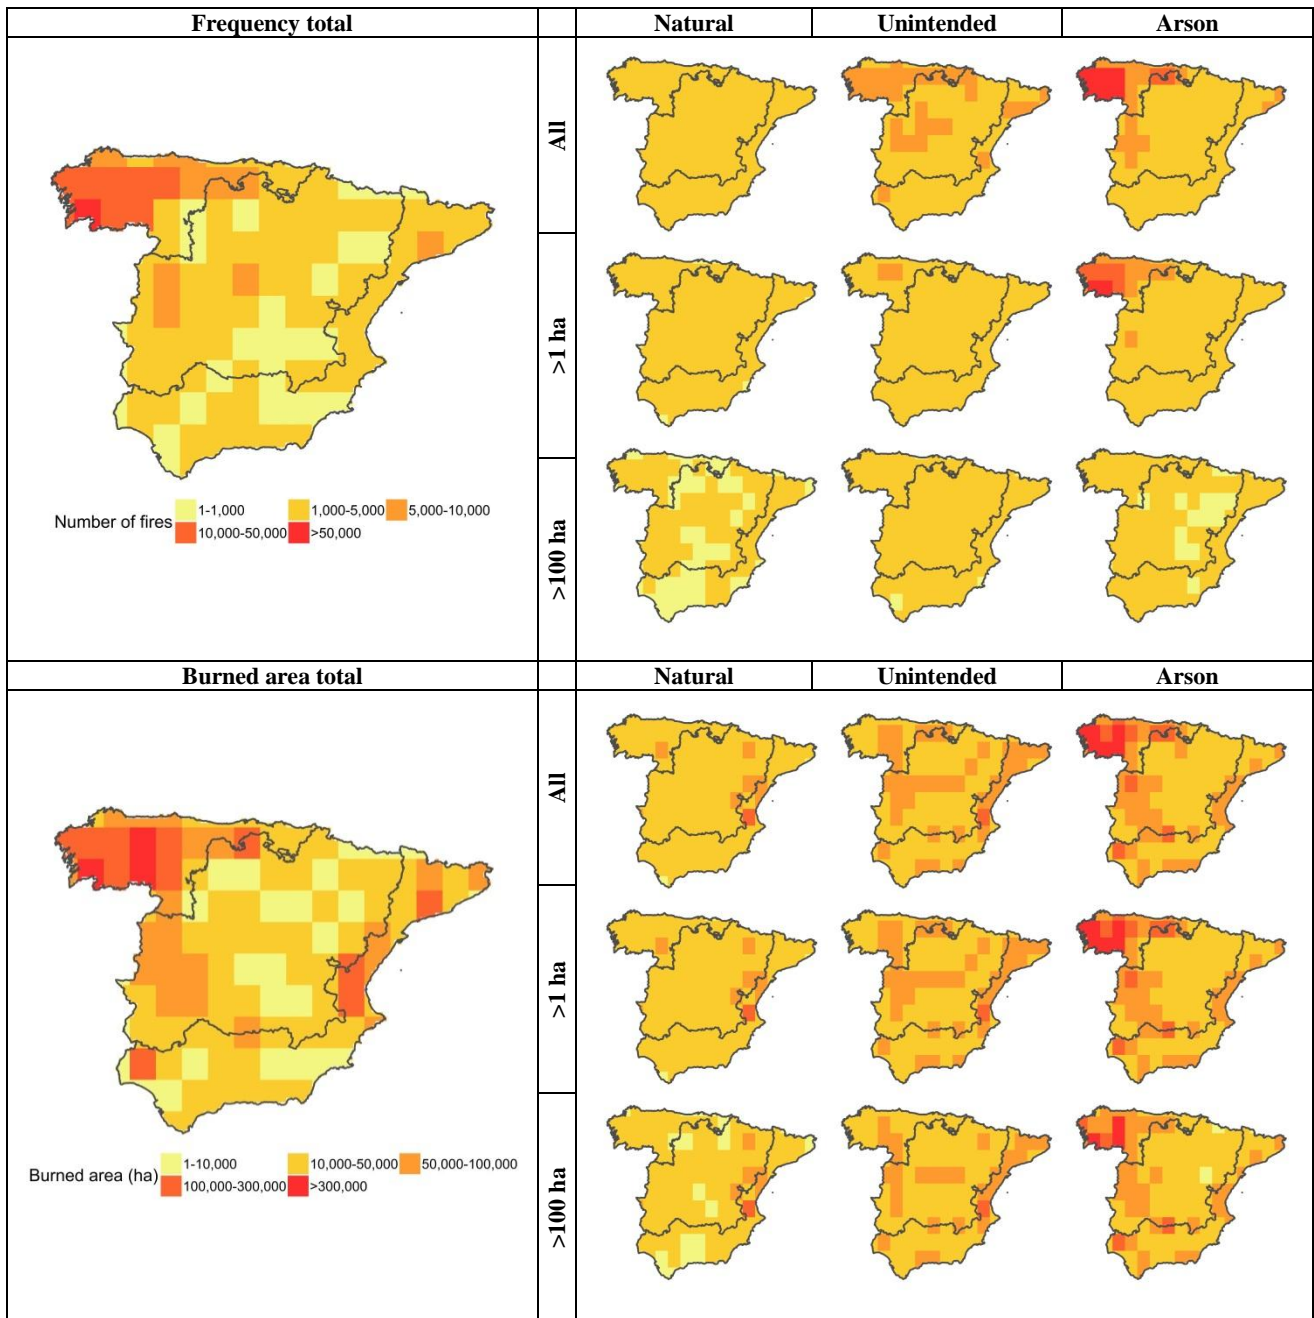 Frequency total
Natural
Unintended
Arson
All
>1 ha
>100 ha
Number of fires
1-1,000
1,000-5,000
5,000-10,000
10,000-50,000
>50,000
Burned area total
Natural
Unintended
Arson
All
>1 ha
>100 ha
Burned area (ha)
1-10,000
10,000-50,000
50,000-100,000
100,000-300,000
>300,000